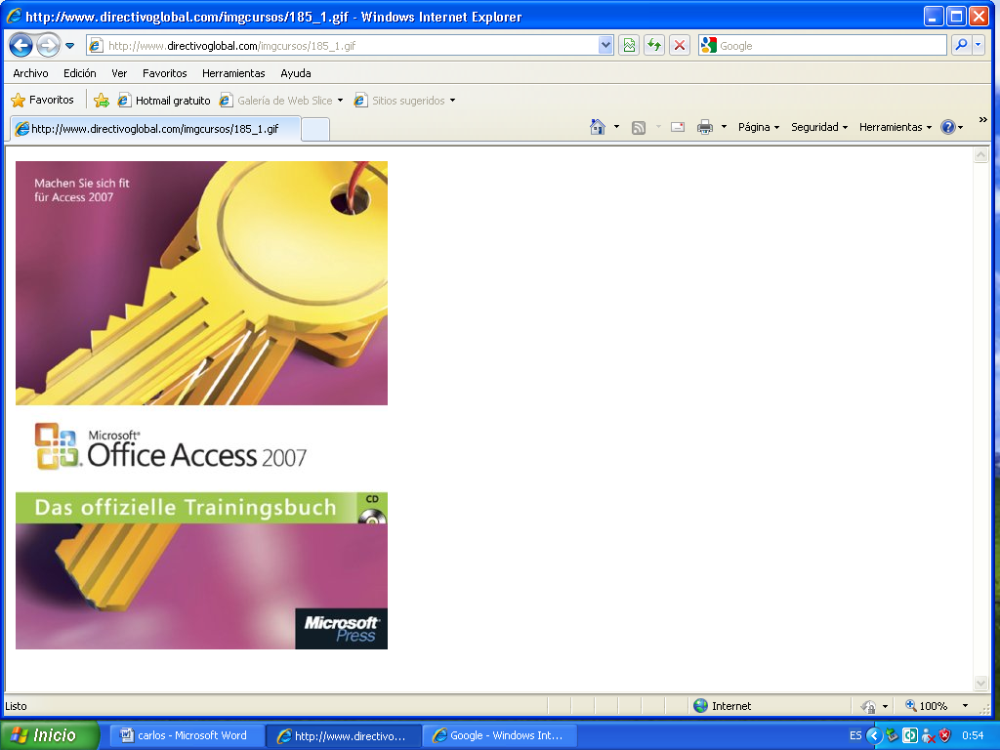 http://www.directivoglobal.com/imgcursos/185_1.gif - Windows Internet Explorer
http://www.directivoglobal.com/imgcursos/185_1.gif
Google
Archivo Edición Ver Favoritos Herramientas Ayuda
Favoritos Hotmail gratuito Galería de Web Slice Sitios sugeridos
http://www.directivoglobal.com/imgcursos/185_1.gif
Página Seguridad Herramientas
Machen Sie sich fit
für Access 2007
Microsoft®
Office Access 2007
Das offizielle Trainingsbuch
CD
Microsoft®
Press
Listo Internet 100%
Inicio carlos - Microsoft Word http://www.directivo... Google - Windows Int... ES 0:54